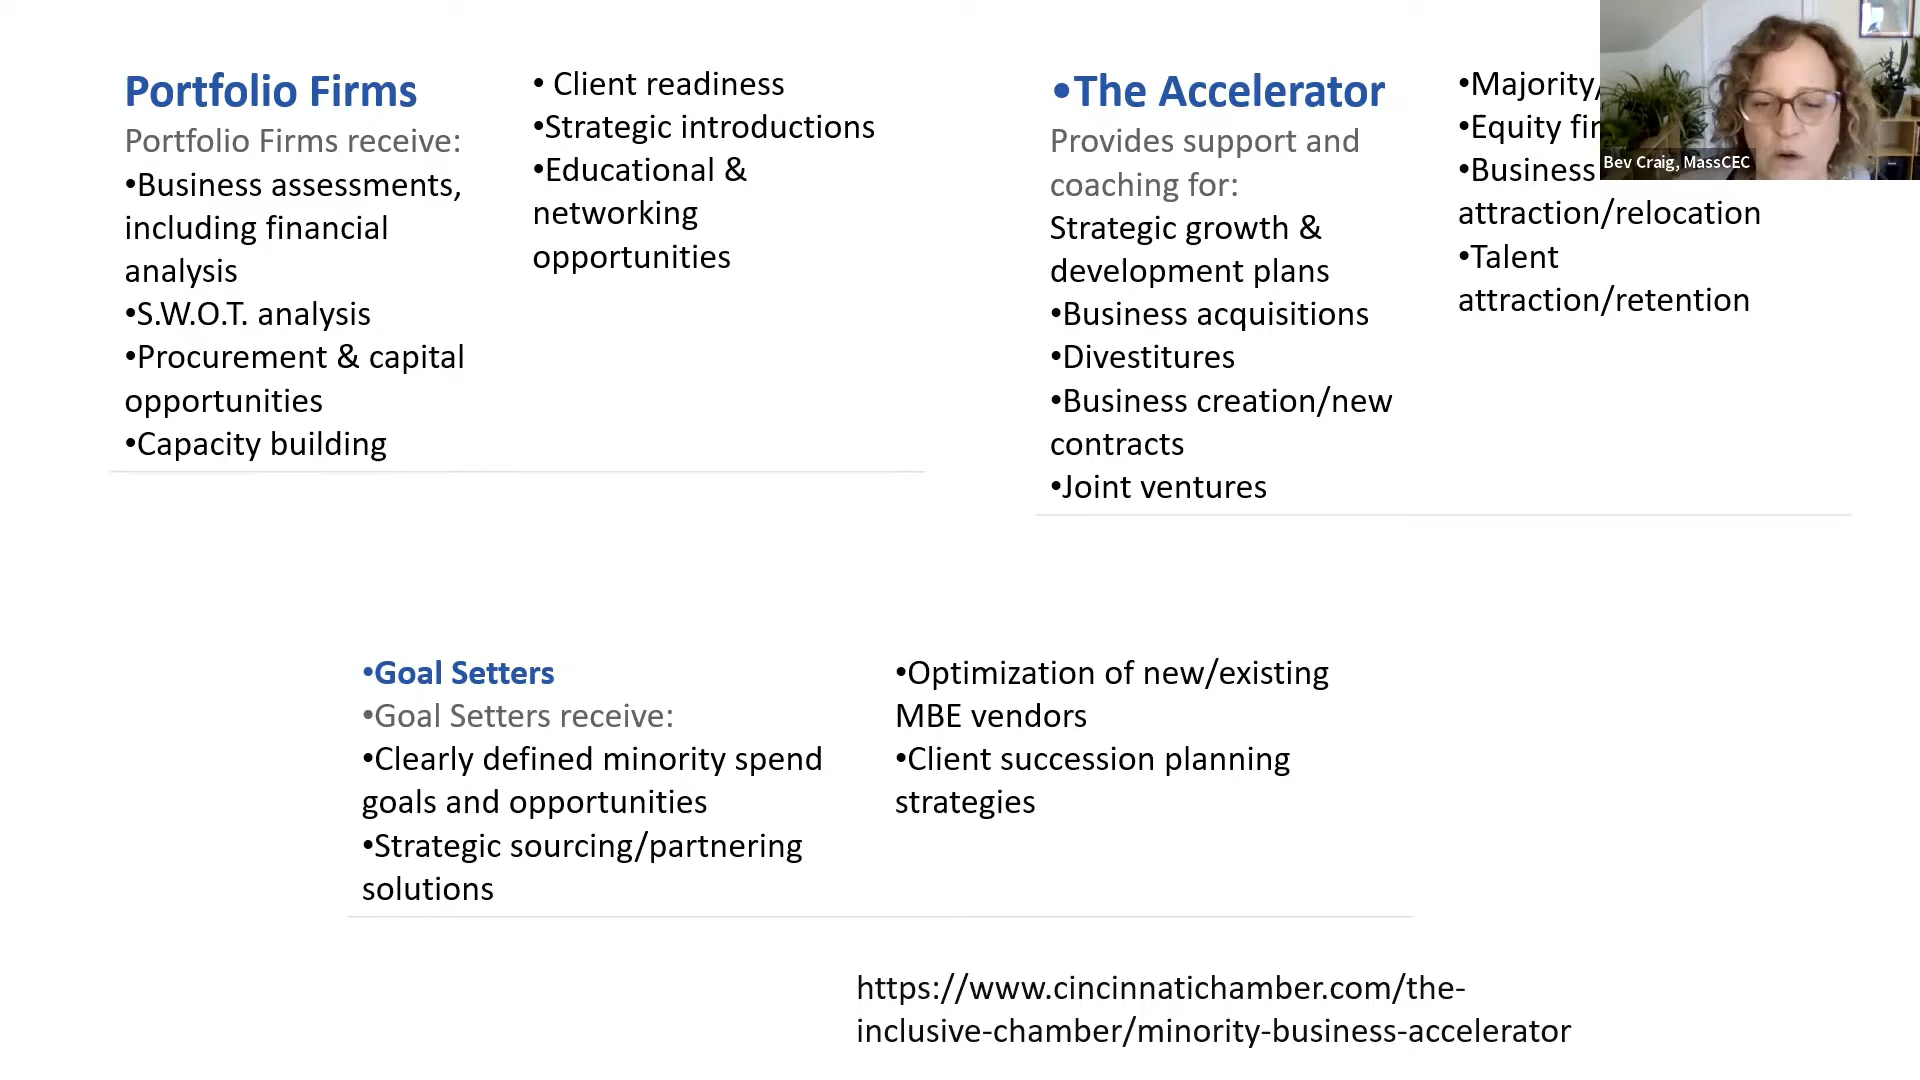 Portfolio Firms
Portfolio Firms receive:
•Business assessments,
including financial
analysis
•S.W.O.T. analysis
•Procurement & capital
opportunities
•Capacity building
• Client readiness
•Strategic introductions
•Educational &
networking
opportunities
•The Accelerator
Provides support and
coaching for:
Strategic growth &
development plans
•Business acquisitions
•Divestitures
•Business creation/new
contracts
•Joint ventures
•Majority/
•Equity
•Business
attraction/relocation
•Talent
attraction/retention
Bev Craig, MassCEC
•Goal Setters
•Goal Setters receive:
•Clearly defined minority spend
goals and opportunities
•Strategic sourcing/partnering
solutions
•Optimization of new/existing
MBE vendors
•Client succession planning
strategies
https://www.cincinnatichamber.com/the-
inclusive-chamber/minority-business-accelerator